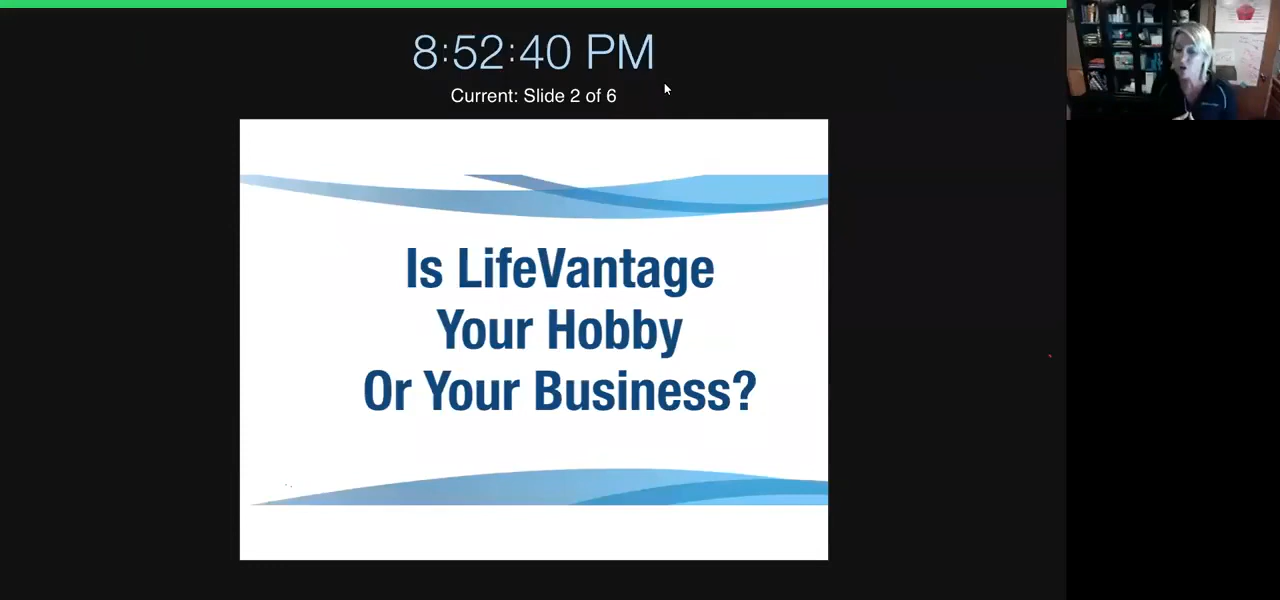 8:52:40 PM
Current: Slide 2 of 6
Is LifeVantage
Your Hobby
Or Your Business?